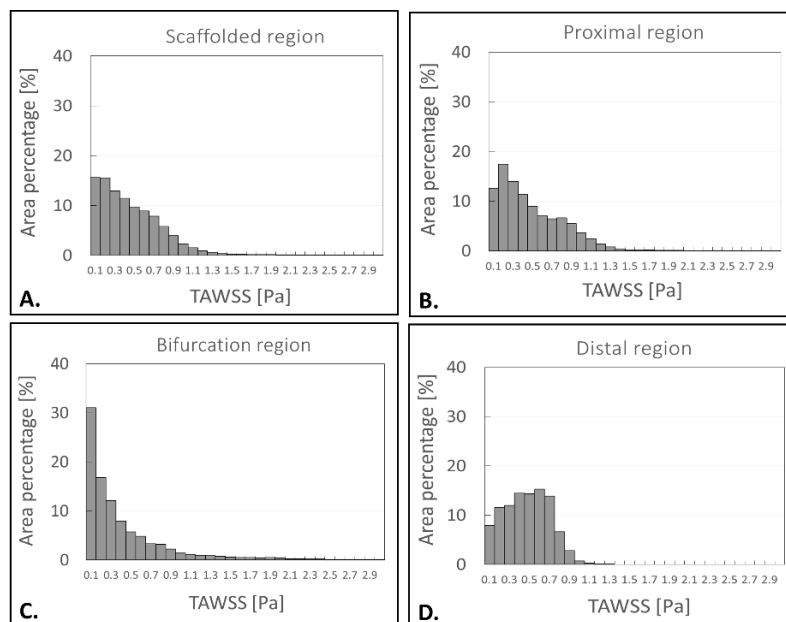 Scaffolded region
Area percentage [%]
40
30
20
10
0
0.1 0.3 0.5 0.7 0.9 1.1 1.3 1.5 1.7 1.9 2.1 2.3 2.5 2.7 2.9
TAWSS [Pa]
A.
Proximal region
Area percentage [%]
40
30
20
10
0
0.1 0.3 0.5 0.7 0.9 1.1 1.3 1.5 1.7 1.9 2.1 2.3 2.5 2.7 2.9
TAWSS [Pa]
B.
Bifurcation region
Area percentage [%]
40
30
20
10
0
0.1 0.3 0.5 0.7 0.9 1.1 1.3 1.5 1.7 1.9 2.1 2.3 2.5 2.7 2.9
TAWSS [Pa]
C.
Distal region
Area percentage [%]
40
30
20
10
0
0.1 0.3 0.5 0.7 0.9 1.1 1.3 1.5 1.7 1.9 2.1 2.3 2.5 2.7 2.9
TAWSS [Pa]
D.